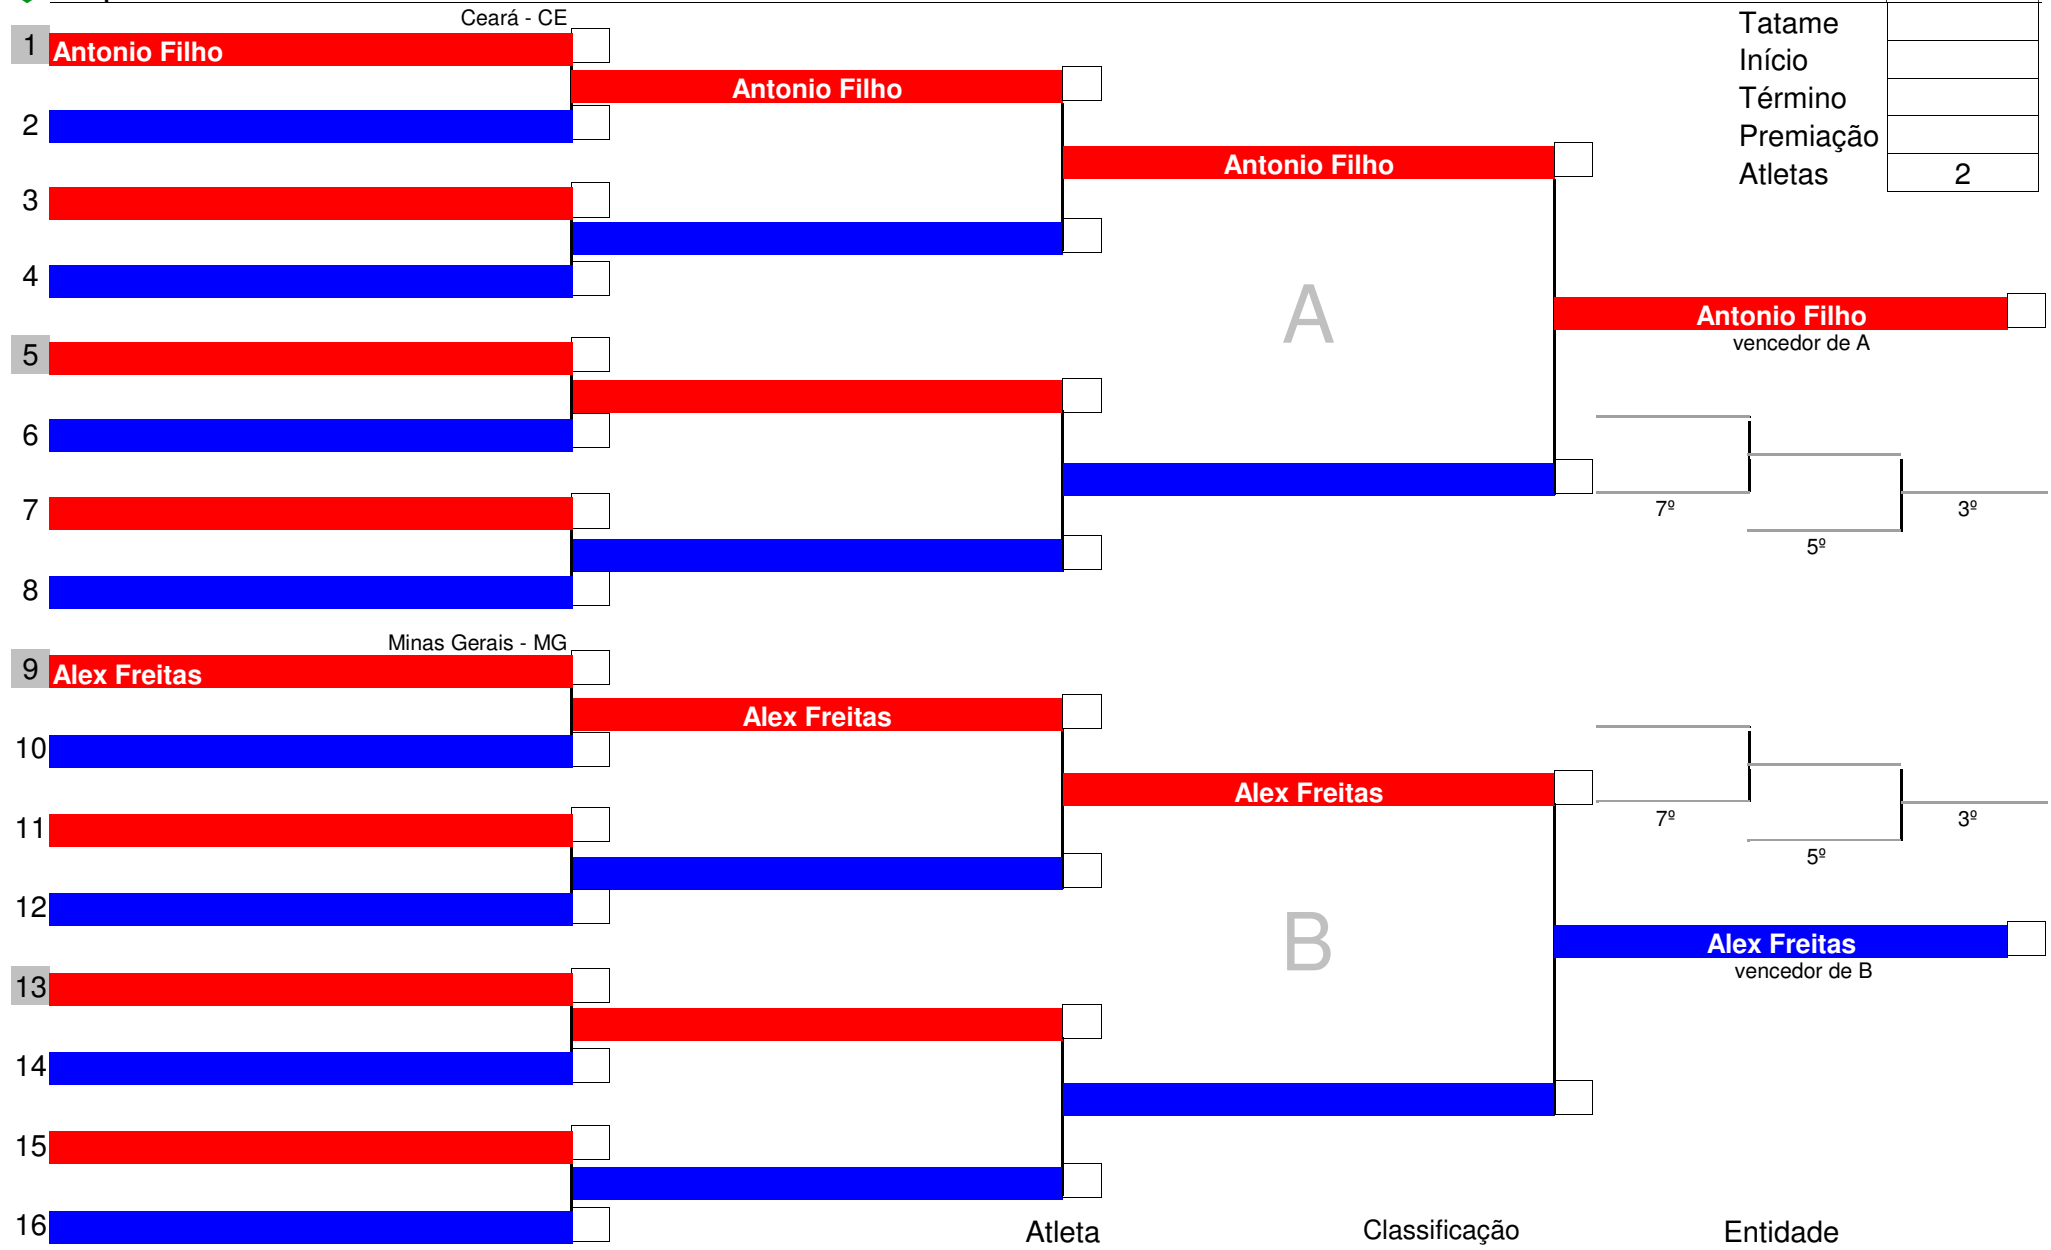 Ceará - CE
Tatame
1 Antonio Filho
Início
Antonio Filho
Término
2
Premiação
Antonio Filho
Atletas 2
3
4
A
Antonio Filho
vencedor de A
5
6
7
7º 3º
5º
8
Minas Gerais - MG
9 Alex Freitas
Alex Freitas
10
Alex Freitas
11
7º 3º
5º
12
B
Alex Freitas
vencedor de B
13
14
15
16
Atleta Classificação Entidade